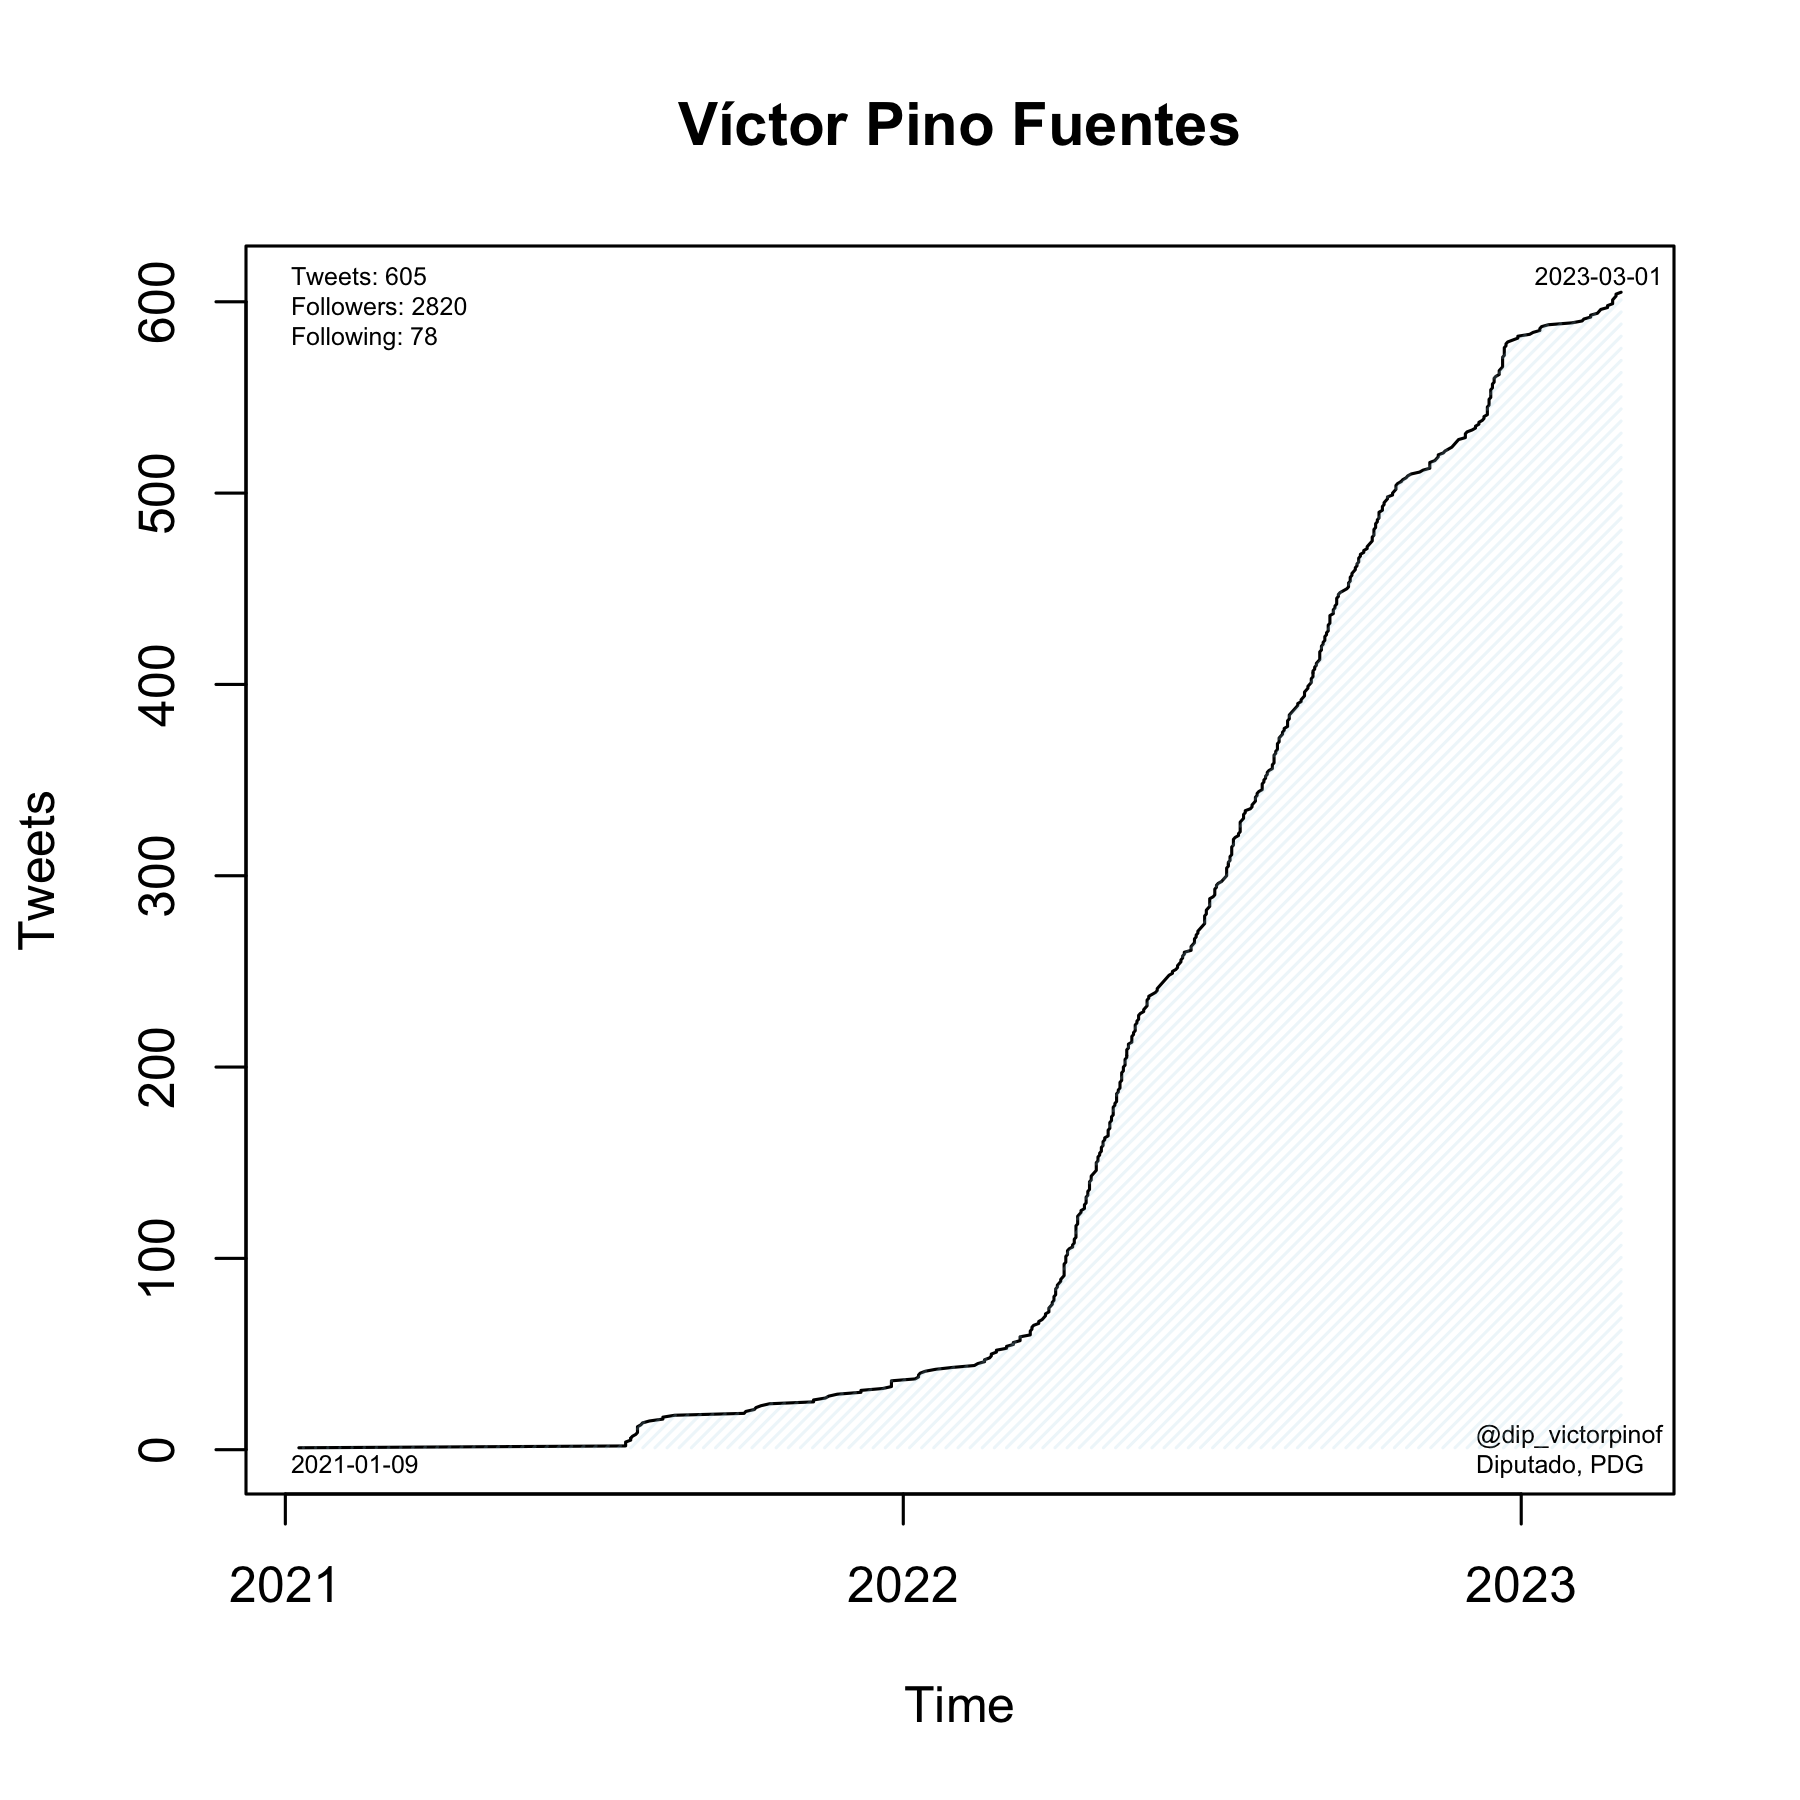 Víctor Pino Fuentes
Tweets: 605
Followers: 2820
Following: 78
2023-03-01
600
500
400
300
200
100
0
Tweets
2021-01-09
@dip_victorpinof
Diputado, PDG
2021
2022
2023
Time